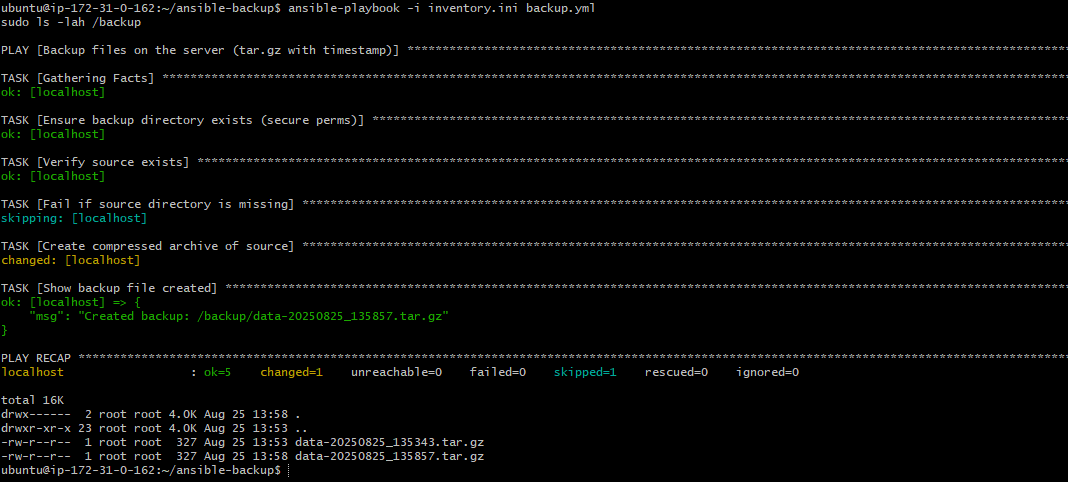 ubuntu@ip-172-31-0-162:~/ansible-backup$ ansible-playbook -i inventory.ini backup.yml
sudo ls -lah /backup
PLAY [Backup files on the server (tar.gz with timestamp)] **********************************************************************************************
TASK [Gathering Facts] *********************************************************************************************************************************
ok: [localhost]
TASK [Ensure backup directory exists (secure perms)] ***************************************************************************************************
ok: [localhost]
TASK [Verify source exists] ****************************************************************************************************************************
ok: [localhost]
TASK [Fail if source directory is missing] *************************************************************************************************************
skipping: [localhost]
TASK [Create compressed archive of source] *************************************************************************************************************
changed: [localhost]
TASK [Show backup file created] ************************************************************************************************************************
ok: [localhost] => {
    "msg": "Created backup: /backup/data-20250825_135857.tar.gz"
}
PLAY RECAP *********************************************************************************************************************************************
localhost                  : ok=5    changed=1    unreachable=0    failed=0    skipped=1    rescued=0    ignored=0
total 16K
drwx------  2 root root 4.0K Aug 25 13:58 .
drwxr-xr-x 23 root root 4.0K Aug 25 13:53 ..
-rw-r--r--  1 root root  327 Aug 25 13:53 data-20250825_135343.tar.gz
-rw-r--r--  1 root root  327 Aug 25 13:58 data-20250825_135857.tar.gz
ubuntu@ip-172-31-0-162:~/ansible-backup$